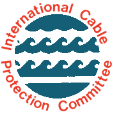 International Cable
Protection Committee